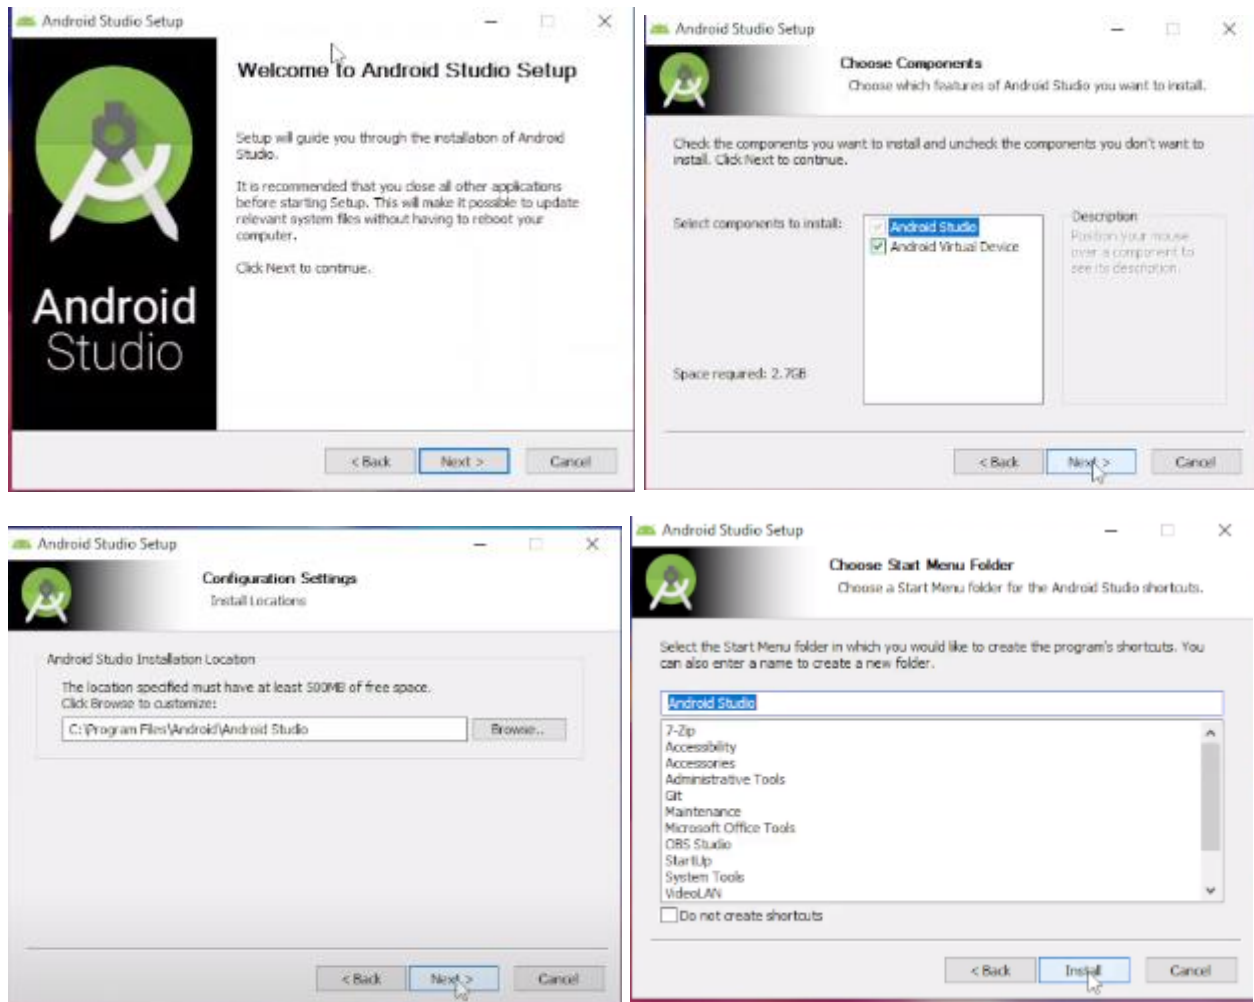 Android Studio Setup
Welcome to Android Studio Setup
Setup will guide you through the installation of Android
Studio.
It is recommended that you close all other applications
before starting Setup. This will make it possible to update
relevant system files without having to reboot your
computer.
Click Next to continue.
Android
Studio
< Back Next > Cancel
Android Studio Setup
Choose Components
Choose which features of Android Studio you want to install.
Check the components you want to install and uncheck the components you don't want to
install. Click Next to continue.
Select components to install:
Android Studio
Android Virtual Device
Description
Position your mouse
over a component to
see its description.
Space required: 2.7GB
< Back Next > Cancel
Android Studio Setup
Configuration Settings
Install Locations
Android Studio Installation Location
The location specified must have at least 500MB of free space.
Click Browse to customize:
C:\Program Files\Android\Android Studio Browse...
< Back Next > Cancel
Android Studio Setup
Choose Start Menu Folder
Choose a Start Menu folder for the Android Studio shortcuts.
Select the Start Menu folder in which you would like to create the program's shortcuts. You
can also enter a name to create a new folder.
Android Studio
7-Zip
Accessibility
Accessories
Administrative Tools
Git
Maintenance
Microsoft Office Tools
OBS Studio
StartUp
System Tools
VideoLAN
Do not create shortcuts
< Back Install Cancel